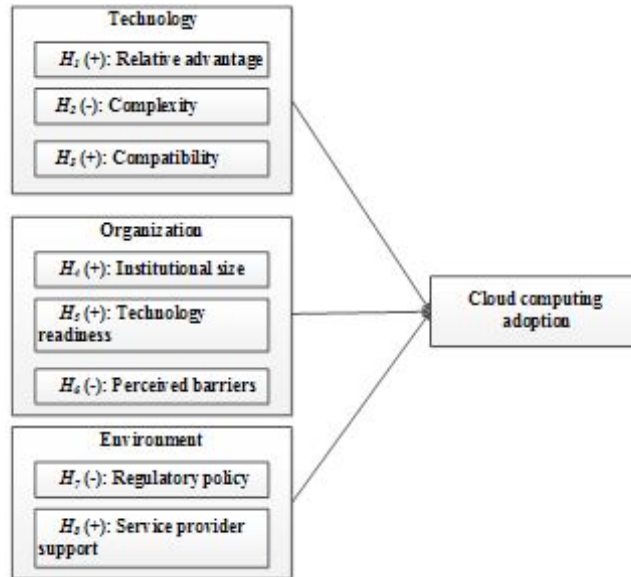 Technology
H1 (+): Relative advantage
H2 (-): Complexity
H3 (+): Compatibility
Organization
H4 (+): Institutional size
H5 (+): Technology
readiness
H6 (-): Perceived barriers
Cloud computing
adoption
Environment
H7 (-): Regulatory policy
H8 (+): Service provider
support